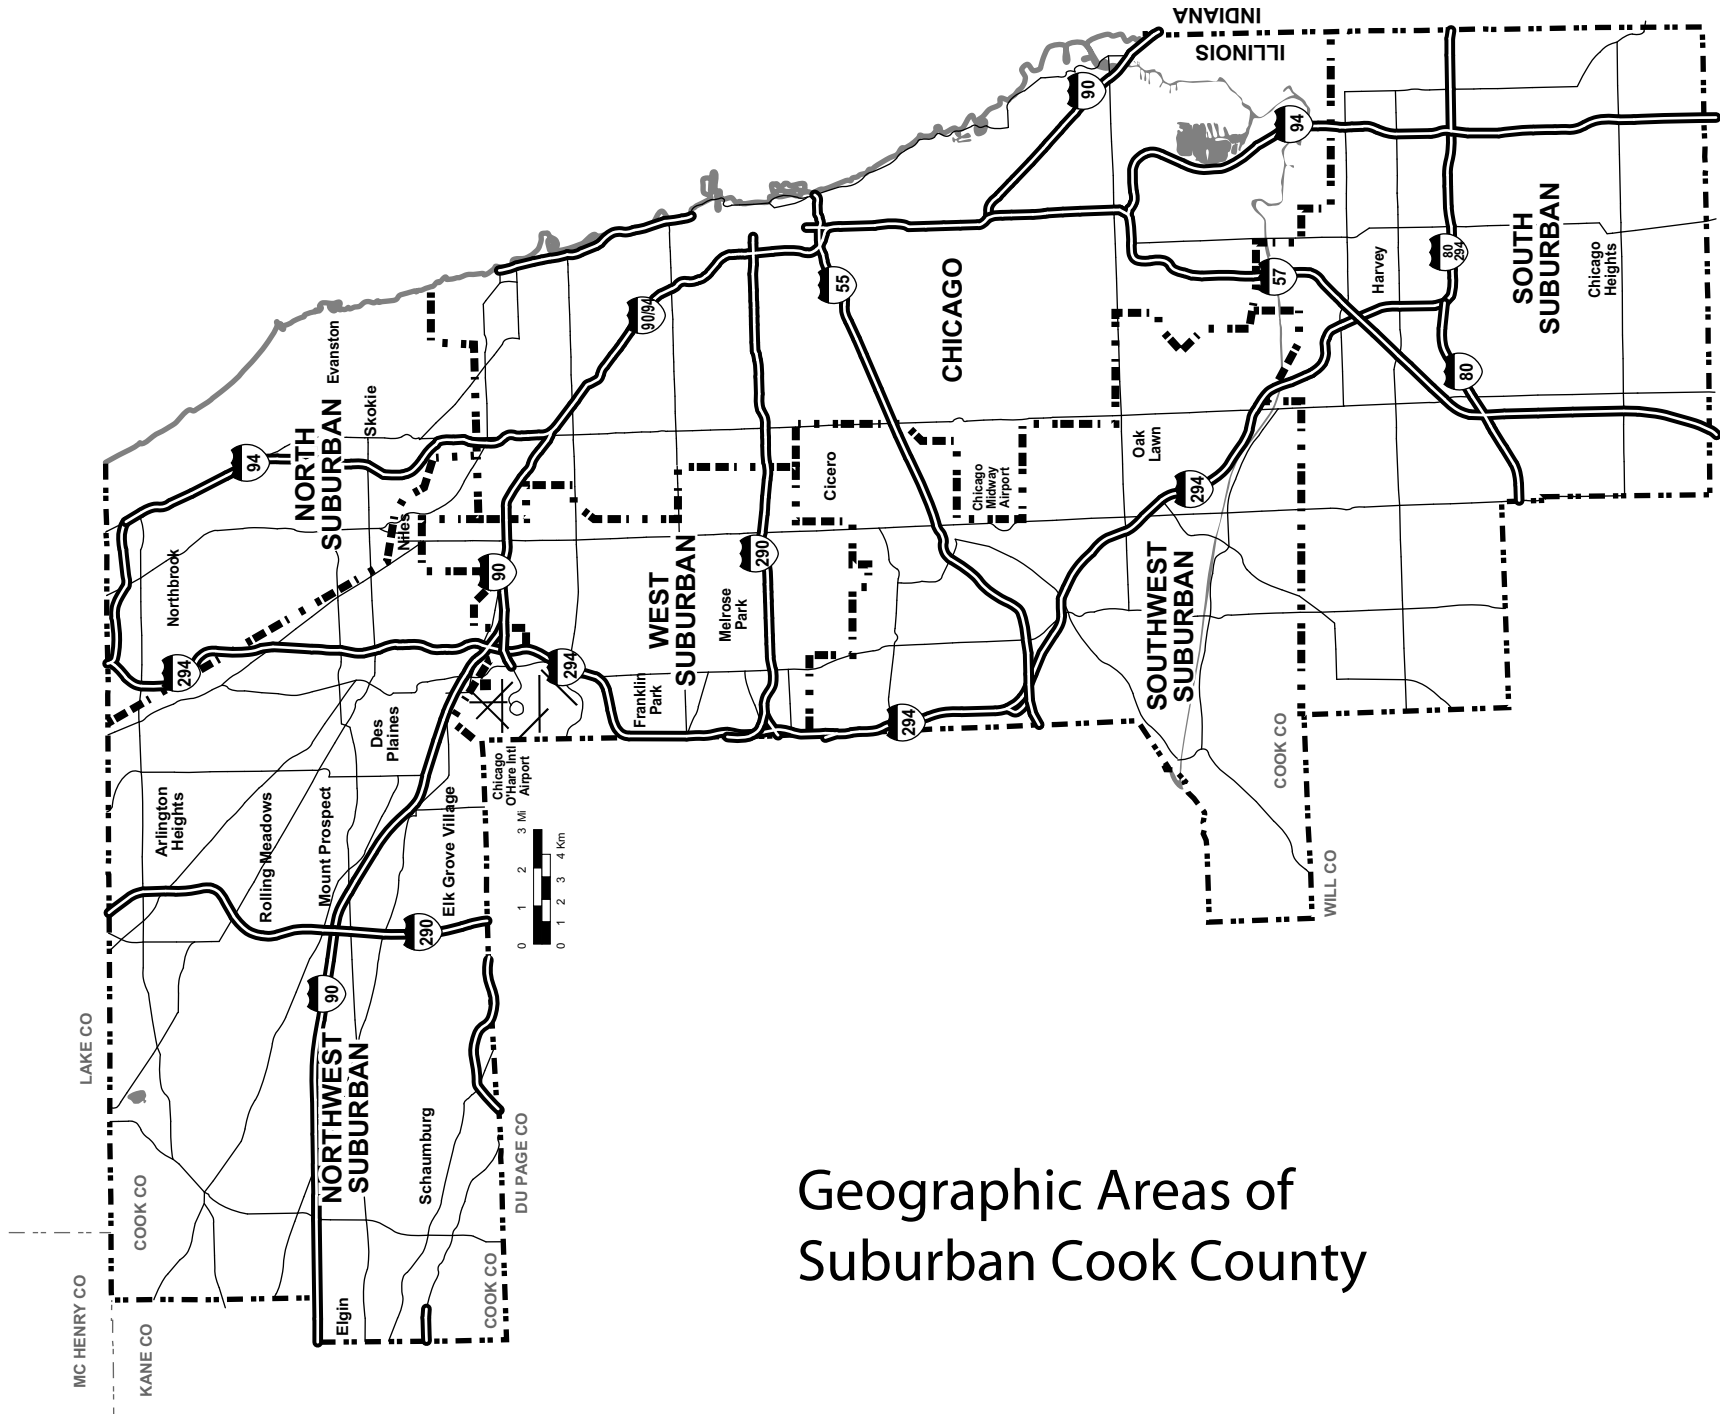 INDIANA
ILLINOIS
LAKE CO
COOK CO
MC HENRY CO
KANE CO
Northbrook
Arlington
Heights
Rolling Meadows
Mount Prospect
Des
Plaines
Elk Grove Village
NORTHWEST
SUBURBAN
Schaumburg
Elgin
COOK CO
DU PAGE CO
NORTH
SUBURBAN
Evanston
Skokie
Niles
94
294
90
290
90
294
90/94
Chicago
O'Hare Intl
Airport
0 1 2 3 Mi
0 1 2 3 4 Km
WEST
SUBURBAN
Franklin
Park
Melrose
Park
290
Cicero
55
294
CHICAGO
Chicago
Midway
Airport
90
94
57
Oak
Lawn
294
SOUTHWEST
SUBURBAN
COOK CO
WILL CO
Harvey
80
294
80
SOUTH
SUBURBAN
Chicago
Heights
Geographic Areas of
Suburban Cook County